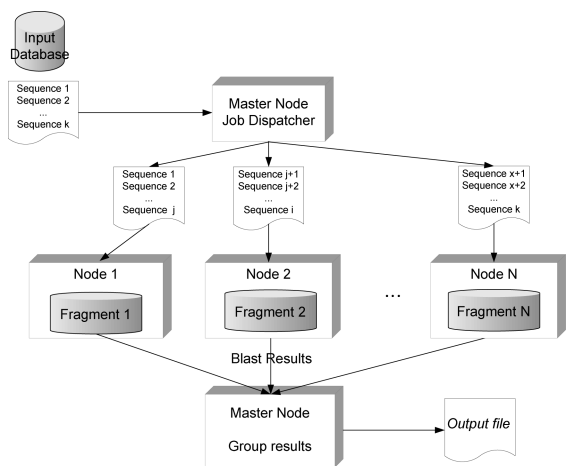 Input
Database
Sequence 1
Sequence 2
...
Sequence k
Master Node
Job Dispatcher
Sequence 1
Sequence 2
...
Sequence j
Sequence j+1
Sequence j+2
...
Sequence i
Sequence x+1
Sequence x+2
...
Sequence k
Node 1
Fragment 1
Node 2
Fragment 2
...
Node N
Fragment N
Blast Results
Master Node
Group results
Output file